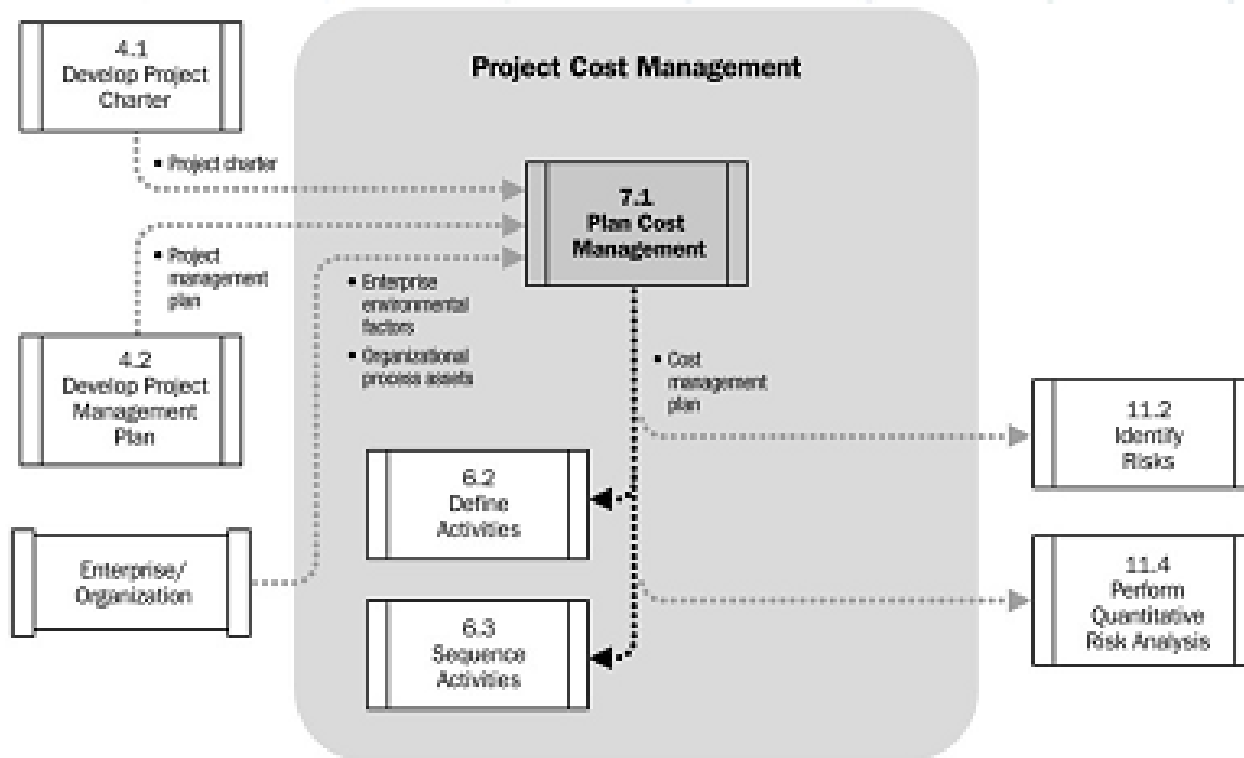 Project Cost Management
4.1
Develop Project
Charter
• Project charter
7.1
Plan Cost
Management
• Project
management
plan
• Enterprise
environmental
factors
• Organizational
process assets
4.2
Develop Project
Management
Plan
• Cost
management
plan
11.2
Identify
Risks
6.2
Define
Activities
Enterprise/
Organization
11.4
Perform
Quantitative
Risk Analysis
6.3
Sequence
Activities